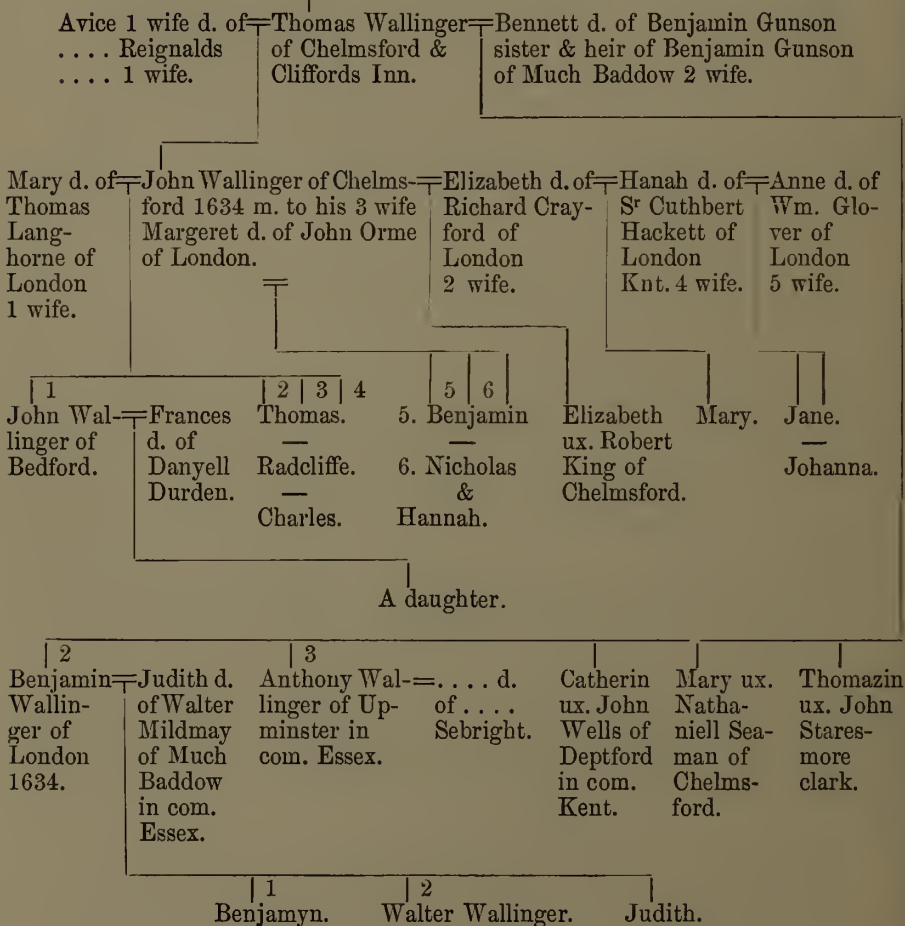 Avice 1 wife d. of Thomas Wallinger Bennett d. of Benjamin Gunson
. . . . Reignalds of Chelmsford & sister & heir of Benjamin Gunson
. . . . 1 wife. Cliffords Inn. of Much Baddow 2 wife.
Mary d. of John Wallinger of Chelms- Elizabeth d. of Hanah d. of Anne d. of
Thomas ford 1634 m. to his 3 wife Richard Cray- Sr Cuthbert Wm. Glo-
Lang- Margeret d. of John Orme ford of Hackett of ver of
horne of of London. London London London
London 2 wife. Knt. 4 wife. 5 wife.
1 wife.
1 2 3 4 5 6
John Wal- Frances Thomas. 5. Benjamin Elizabeth Mary. Jane.
linger of d. of — — ux. Robert —
Bedford. Danyell Radcliffe. 6. Nicholas King of Johanna.
Durden. — & Chelmsford.
Charles. Hannah.
A daughter.
2 3
Benjamin Judith d. Anthony Wal- = . . . . d. Catherin Mary ux. Thomazin
Wallin- of Walter linger of Up- of . . . . ux. John Natha- ux. John
ger of Mildmay minster in Sebright. Wells of niell Sea- Stares-
London of Much com. Essex. Deptford man of more
1634. Baddow in com. Chelms- clark.
in com. Kent. ford.
Essex.
1 2
Benjamyn. Walter Wallinger. Judith.